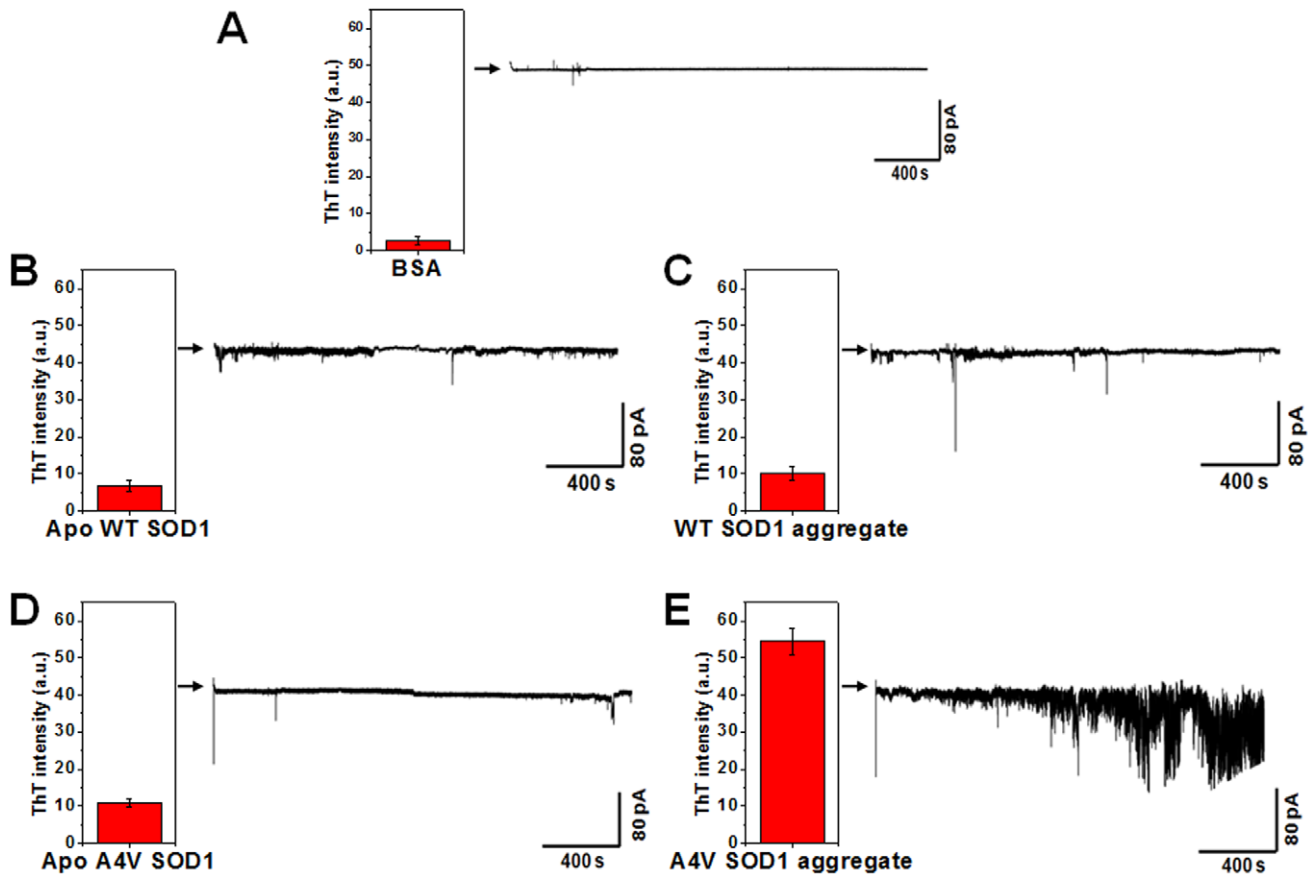 A
ThT intensity (a.u.)
60
50
40
30
20
10
0
BSA
80 pA
400 s
B
ThT intensity (a.u.)
60
50
40
30
20
10
0
Apo WT SOD1
80 pA
400 s
C
ThT intensity (a.u.)
60
50
40
30
20
10
0
WT SOD1 aggregate
80 pA
400 s
D
ThT intensity (a.u.)
60
50
40
30
20
10
0
Apo A4V SOD1
80 pA
400 s
E
ThT intensity (a.u.)
60
50
40
30
20
10
0
A4V SOD1 aggregate
80 pA
400 s